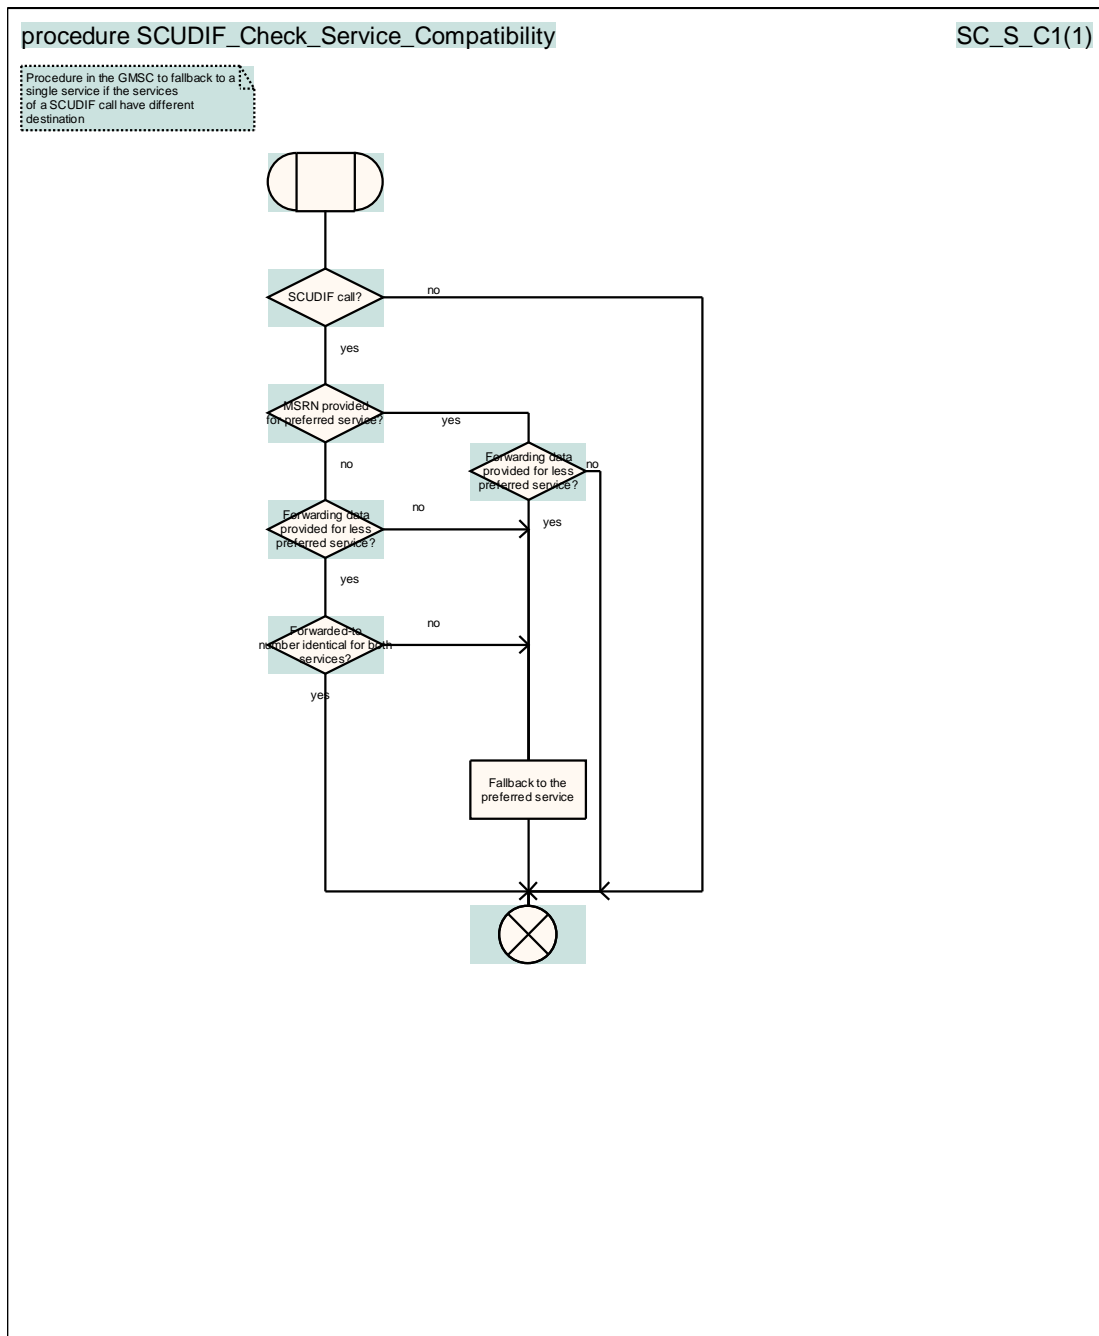 procedure SCUDIF_Check_Service_Compatibility
SC_S_C1(1)
Procedure in the GMSC to fallback to a
single service if the services
of a SCUDIF call have different
destination
SCUDIF call?
no
yes
MSRN provided
for preferred service?
yes
no
Forwarding data
provided for less
preferred service?
no
yes
Forwarding data
provided for less
preferred service?
no
yes
Forwarded-to
number identical for both
services?
no
yes
Fallback to the
preferred service